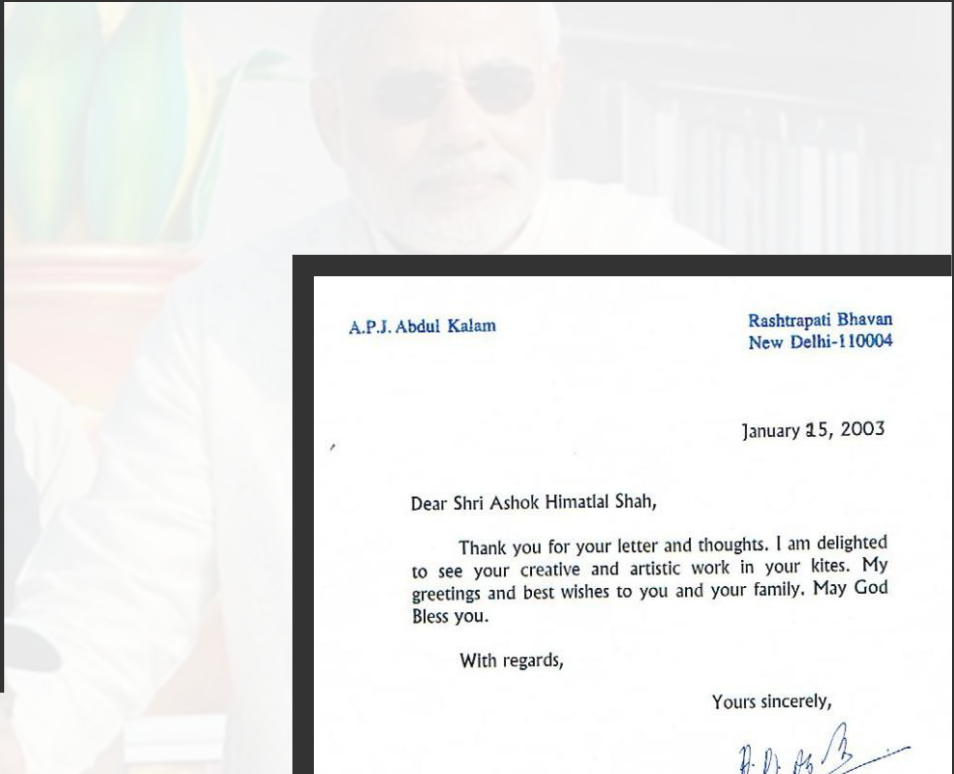 A.P.J. Abdul Kalam
Rashtrapati Bhavan
New Delhi-110004
January 15, 2003
Dear Shri Ashok Himatlal Shah,
Thank you for your letter and thoughts. I am delighted
to see your creative and artistic work in your kites. My
greetings and best wishes to you and your family. May God
Bless you.
With regards,
Yours sincerely,